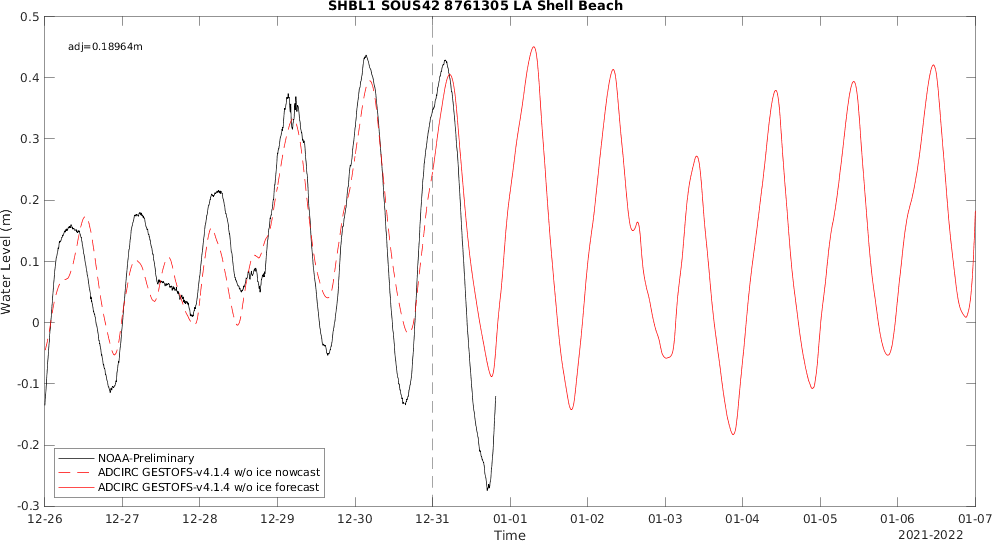 SHBL1 SOUS42 8761305 LA Shell Beach
adj=0.18964m
Water Level (m)
0.5
0.4
0.3
0.2
0.1
0
-0.1
-0.2
-0.3
NOAA-Preliminary
ADCIRC GESTOFS-v4.1.4 w/o ice nowcast
ADCIRC GESTOFS-v4.1.4 w/o ice forecast
12-26 12-27 12-28 12-29 12-30 12-31 01-01 01-02 01-03 01-04 01-05 01-06 01-07
Time
2021-2022